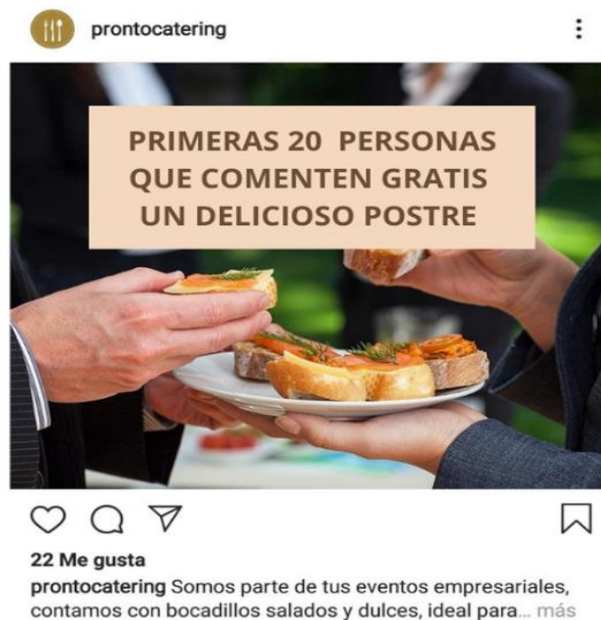 prontocatering
PRIMERAS 20 PERSONAS
QUE COMENTEN GRATIS
UN DELICIOSO POSTRE
22 Me gusta
prontocatering Somos parte de tus eventos empresariales,
contamos con bocadillos salados y dulces, ideal para... más